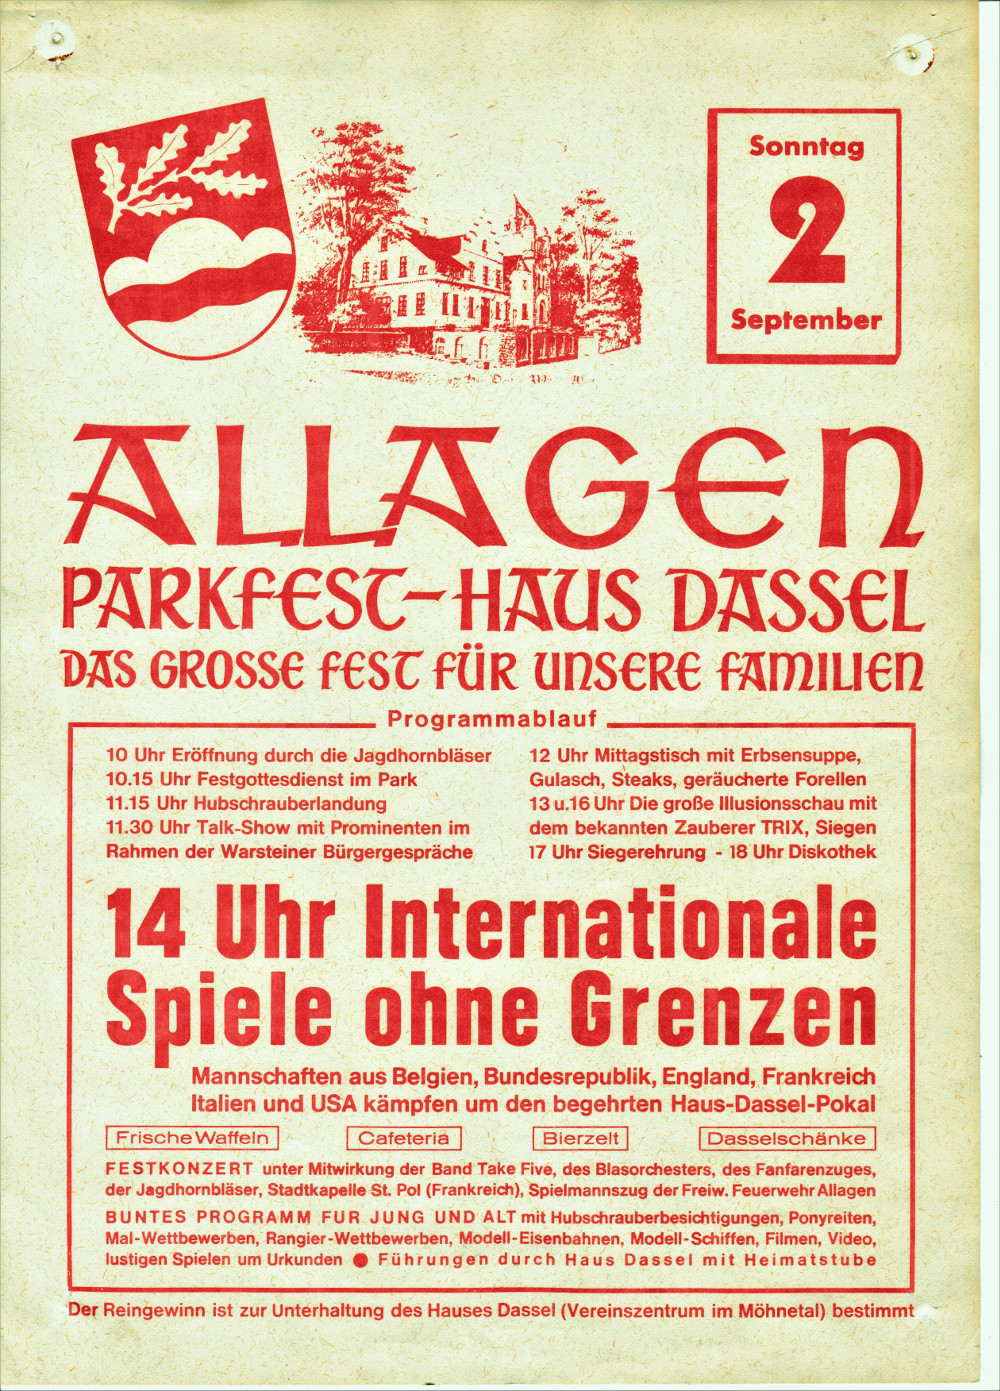 Sonntag
2
September
ALLAGEN
PARKFEST-HAUS DASSEL
DAS GROSSE FEST FÜR UNSERE FAMILIEN
Programmablauf
10 Uhr Eröffnung durch die Jagdhornbläser
10.15 Uhr Festgottesdienst im Park
11.15 Uhr Hubschrauberlandung
11.30 Uhr Talk-Show mit Prominenten im
Rahmen der Warsteiner Bürgergespräche
12 Uhr Mittagstisch mit Erbsensuppe,
Gulasch, Steaks, geräucherte Forellen
13 u.16 Uhr Die große Illusionsschau mit
dem bekannten Zauberer TRIX, Siegen
17 Uhr Siegerehrung - 18 Uhr Diskothek
14 Uhr Internationale
Spiele ohne Grenzen
Mannschaften aus Belgien, Bundesrepublik, England, Frankreich
Italien und USA kämpfen um den begehrten Haus-Dassel-Pokal
Frische Waffeln Cafeteria Bierzelt Dasselschänke
FESTKONZERT unter Mitwirkung der Band Take Five, des Blasorchesters, des Fanfarenzuges,
der Jagdhornbläser, Stadtkapelle St. Pol (Frankreich), Spielmannszug der Freiw. Feuerwehr Allagen
BUNTES PROGRAMM FUR JUNG UND ALT mit Hubschrauberbesichtigungen, Ponyreiten,
Mal-Wettbewerben, Rangier-Wettbewerben, Modell-Eisenbahnen, Modell-Schiffen, Filmen, Video,
lustigen Spielen um Urkunden ● Führungen durch Haus Dassel mit Heimatstube
Der Reingewinn ist zur Unterhaltung des Hauses Dassel (Vereinszentrum im Möhnetal) bestimmt